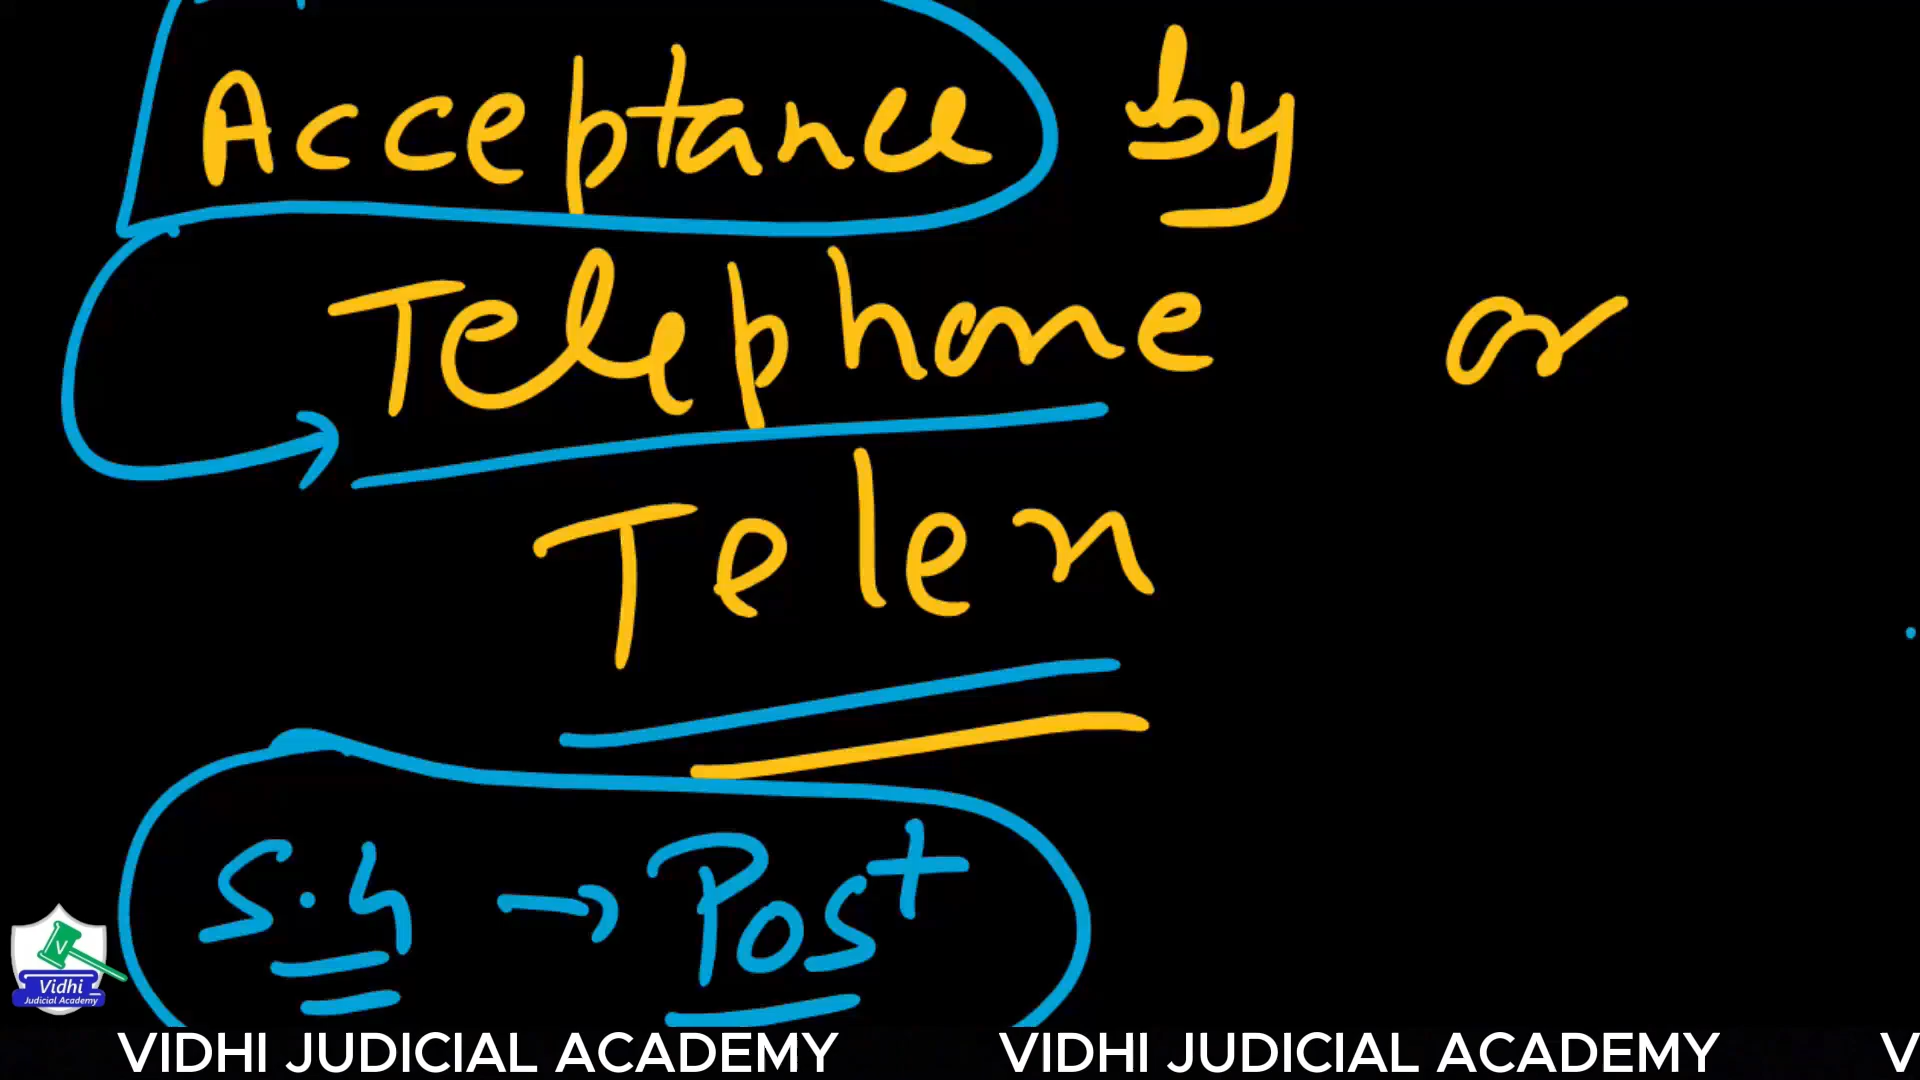 Acceptance by
Telephone or
Telex
S.4 → Post
Vidhi
Judicial Academy
VIDHI JUDICIAL ACADEMY VIDHI JUDICIAL ACADEMY V